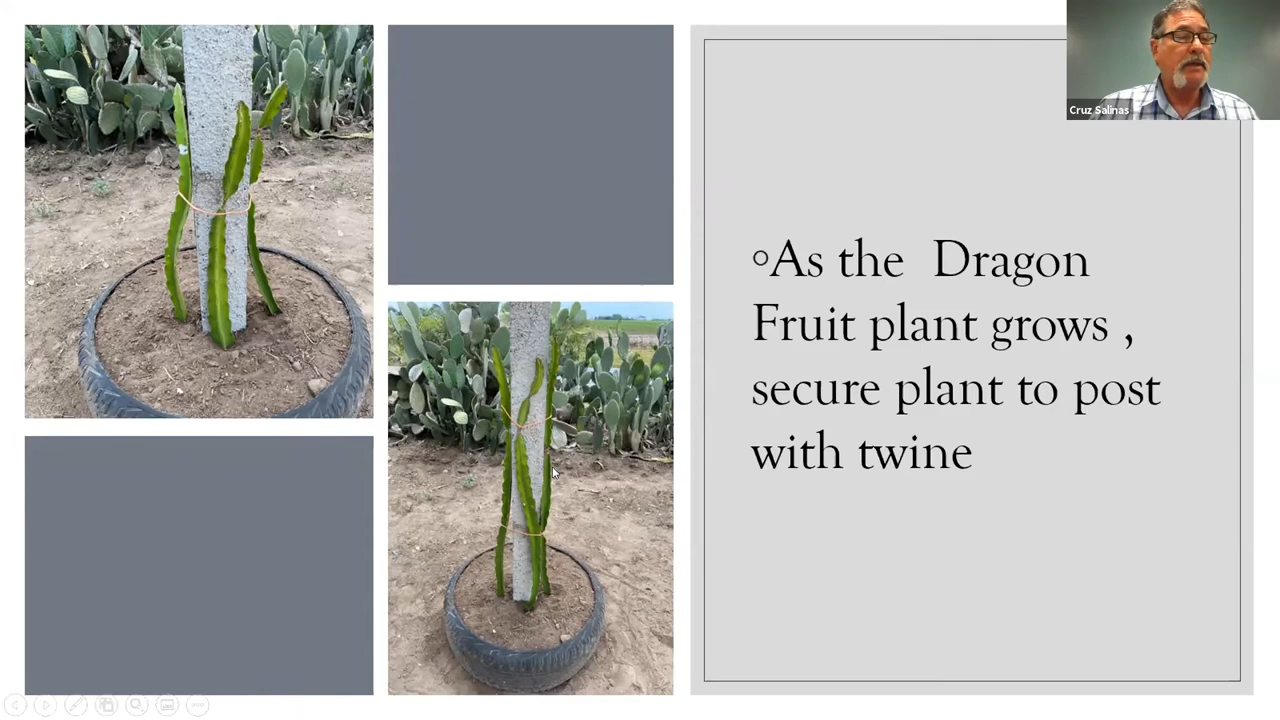 Cruz Salinas
°As the  Dragon
Fruit plant grows ,
secure plant to post
with twine